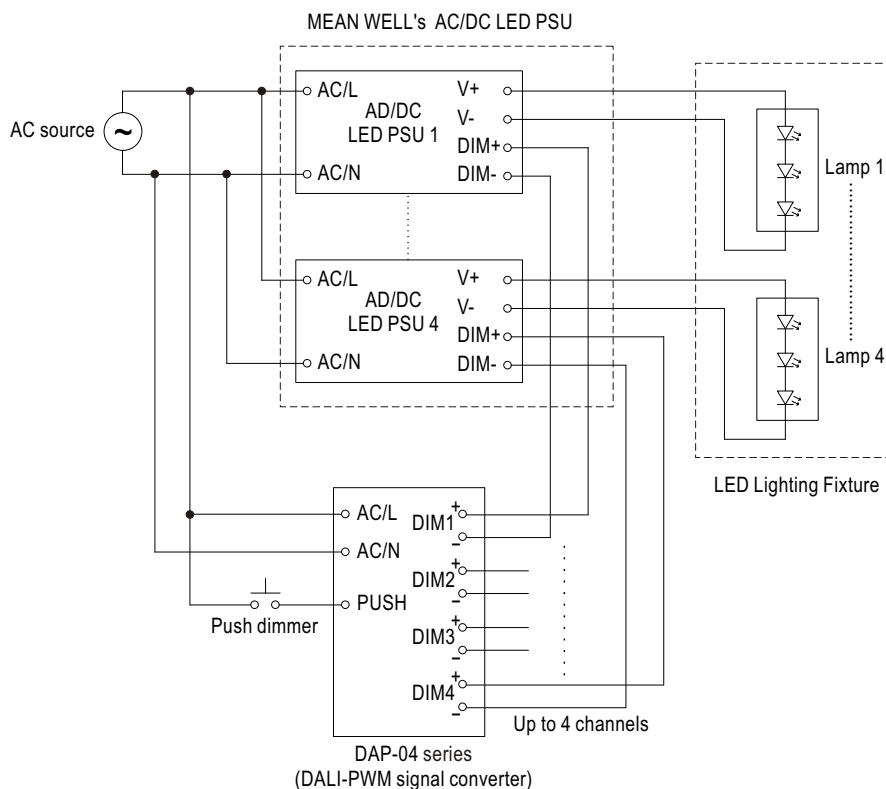 MEAN WELL's AC/DC LED PSU
AC source
~
AC/L
AD/DC
LED PSU 1
AC/N
V+
V-
DIM+
DIM-
Lamp 1
AC/L
AD/DC
LED PSU 4
AC/N
V+
V-
DIM+
DIM-
Lamp 4
LED Lighting Fixture
AC/L
AC/N
PUSH
Push dimmer
DIM1
+
-
DIM2
+
-
DIM3
+
-
DIM4
+
-
Up to 4 channels
DAP-04 series
(DALI-PWM signal converter)